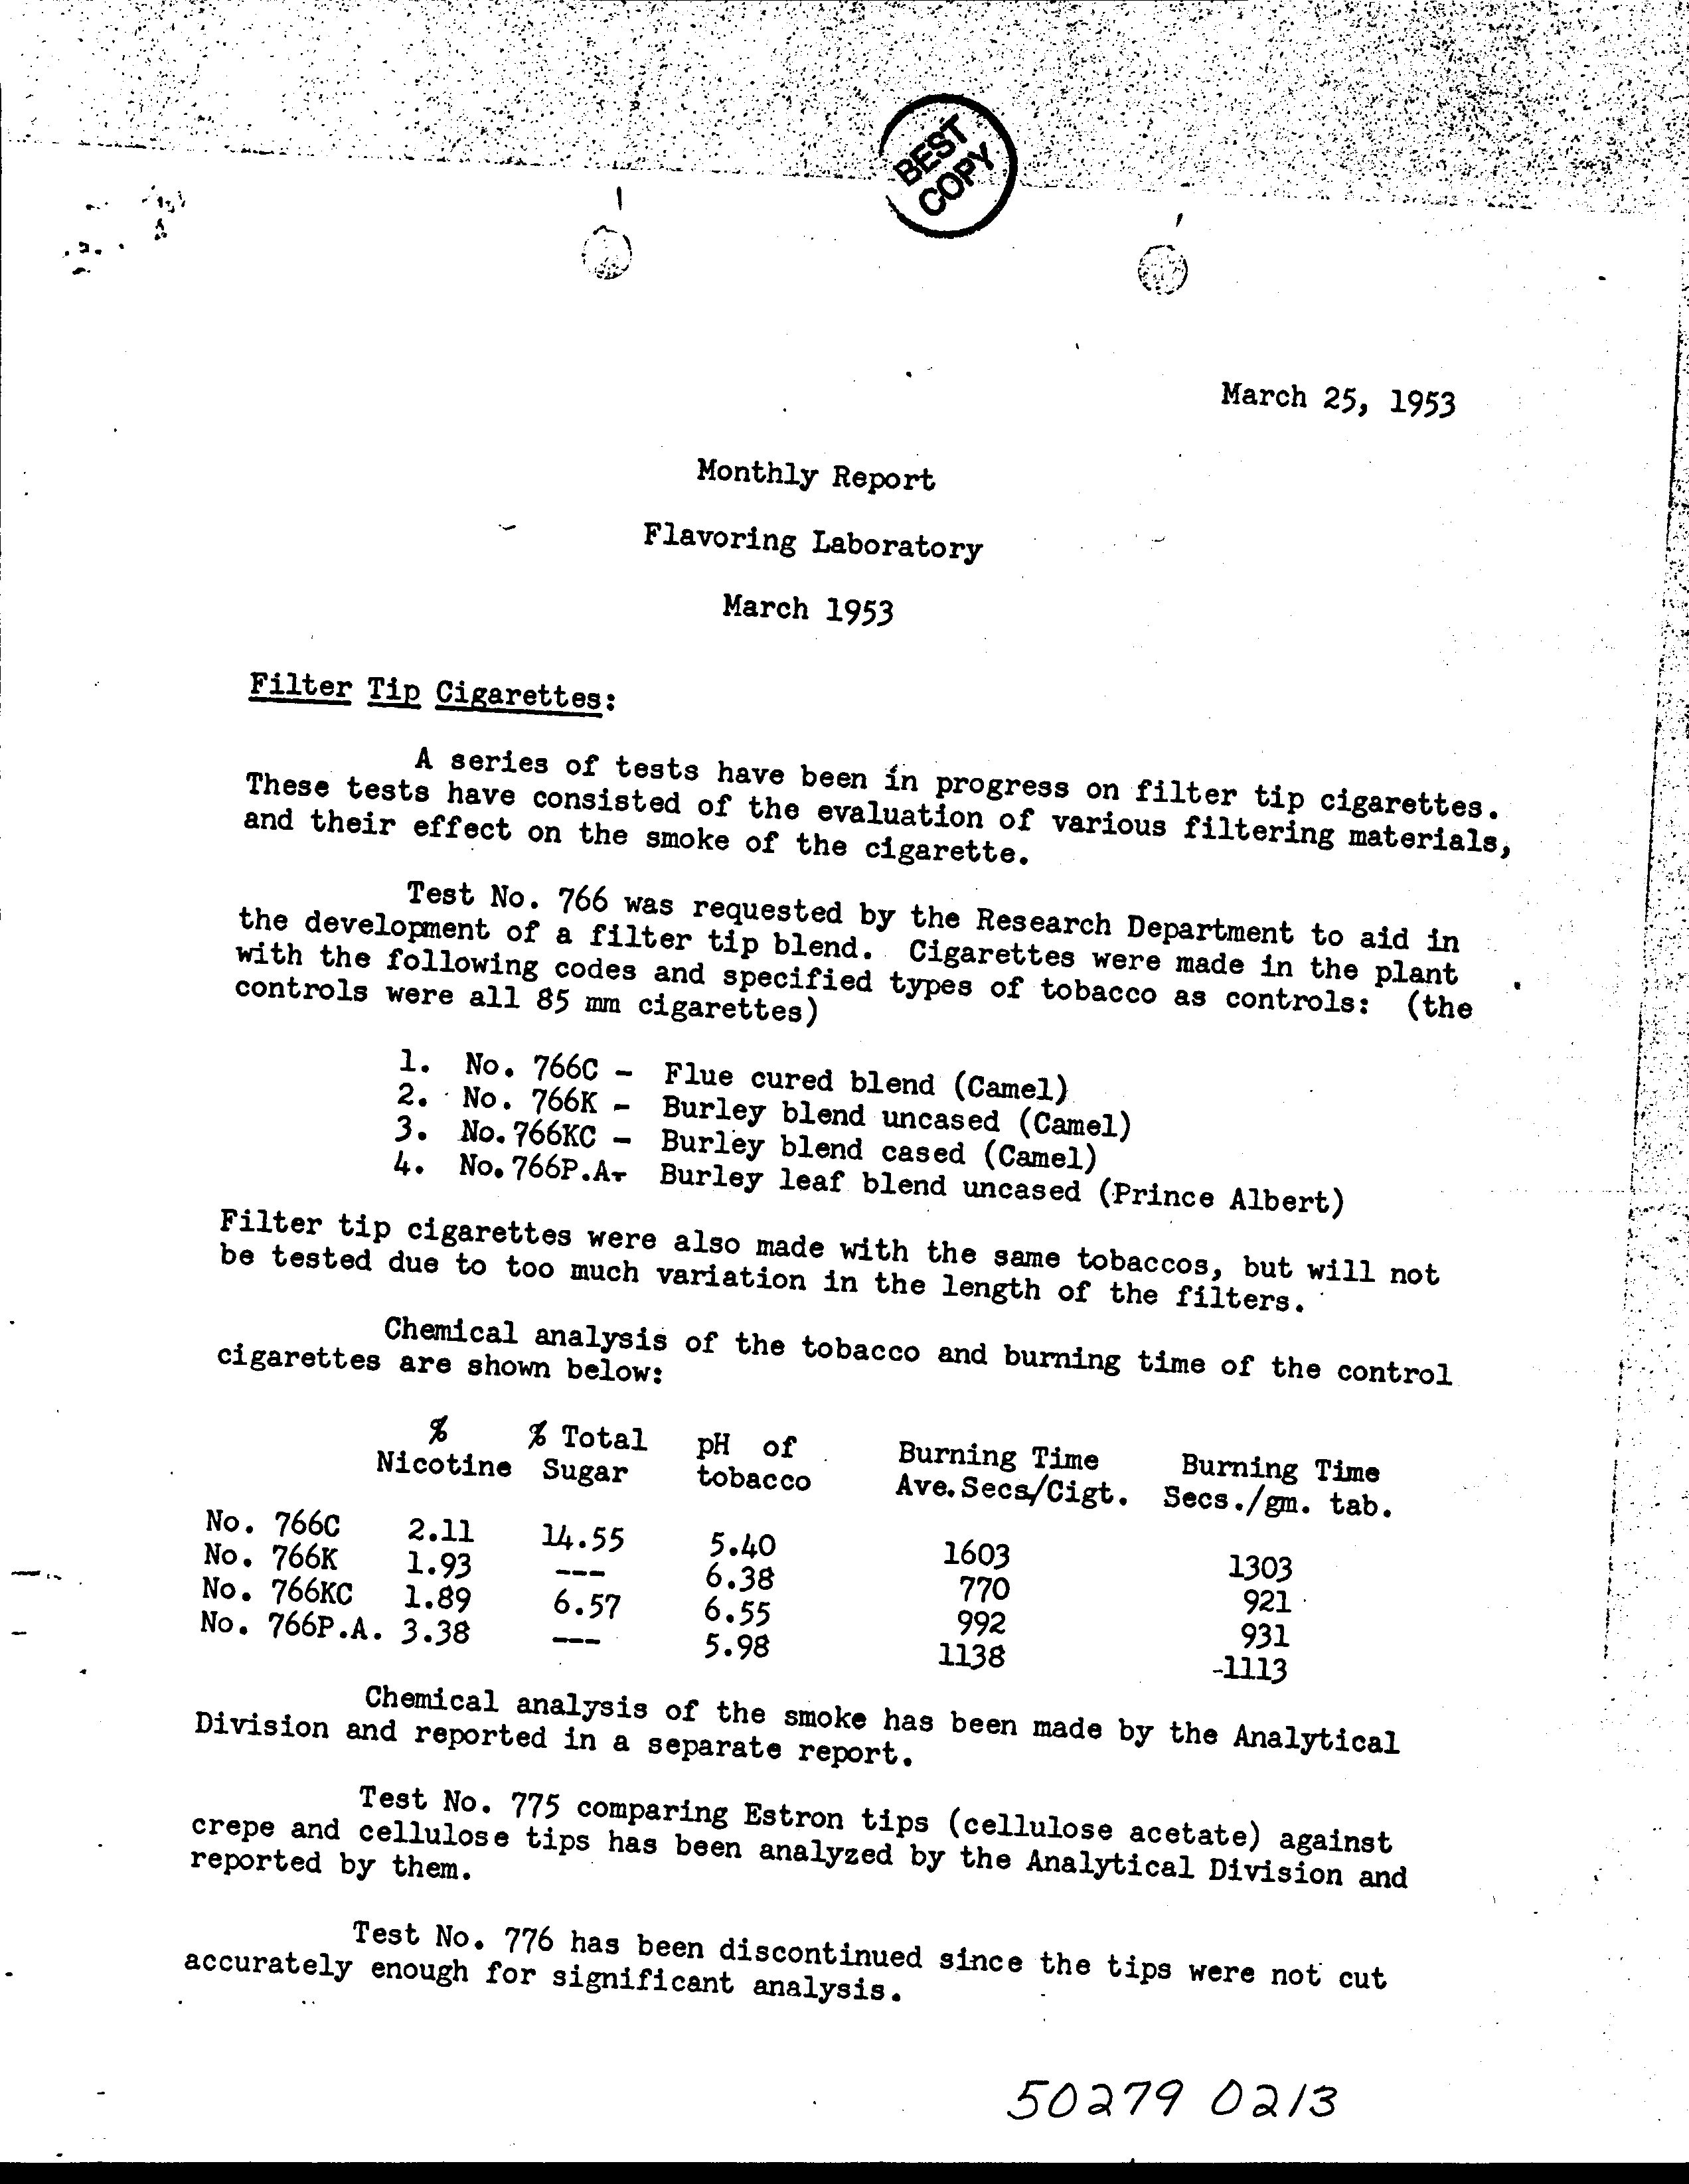 BEST
COPY
March 25, 1953
Monthly Report
Flavoring Laboratory
March 1953
Filter Tip Cigarettes:
A series of tests have been in progress on filter tip cigarettes.
These tests have consisted of the evaluation of various filtering materials,
and their effect on the smoke of the cigarette.
Test No. 766 was requested by the Research Department to aid in
the development of a filter tip blend. Cigarettes were made in the plant
with the following codes and specified types of tobacco as controls: (the
controls were all 85 mm cigarettes)
1. No. 766C - Flue cured blend (Camel)
2. No. 766K - Burley blend uncased (Camel)
3. No. 766KC - Burley blend cased (Camel)
4. No. 766P.A- Burley leaf blend uncased (Prince Albert)
Filter tip cigarettes were also made with the same tobaccos, but will not
be tested due to too much variation in the length of the filters.
Chemical analysis of the tobacco and burning time of the control
cigarettes are shown below:
% % Total pH of Burning Time Burning Time
Nicotine Sugar tobacco Ave.Secs/Cigt. Secs./gm. tab.
No. 766C 2.11 14.55 5.40 1603 1303
No. 766K 1.93 --- 6.38 770 921
No. 766KC 1.89 6.57 6.55 992 931
No. 766P.A. 3.38 --- 5.98 1138 -1113
Chemical analysis of the smoke has been made by the Analytical
Division and reported in a separate report.
Test No. 775 comparing Estron tips (cellulose acetate) against
crepe and cellulose tips has been analyzed by the Analytical Division and
reported by them.
Test No. 776 has been discontinued since the tips were not cut
accurately enough for significant analysis.
50279 0213